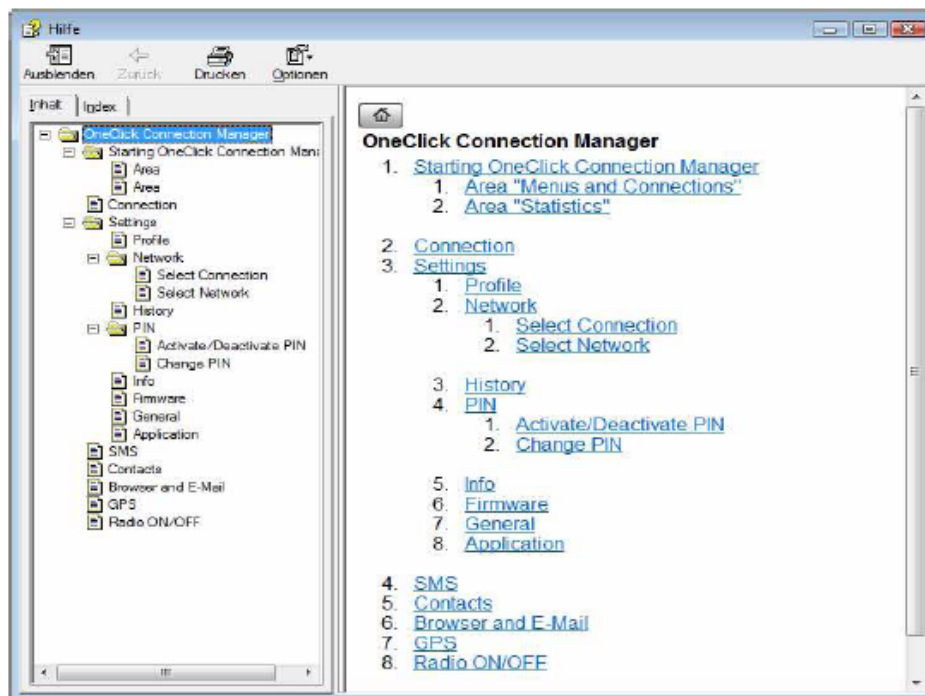 Hilfe
Ausblenden Zurück Drucken Optionen
Inhalt Index
OneClick Connection Manager
Starting OneClick Connection Mana
Area
Area
Connection
Settings
Profile
Network
Select Connection
Select Network
History
PIN
Activate/Deactivate PIN
Change PIN
Info
Firmware
General
Application
SMS
Contacts
Browser and E-Mail
GPS
Radio ON/OFF
OneClick Connection Manager
1. Starting OneClick Connection Manager
1. Area "Menus and Connections"
2. Area "Statistics"
2. Connection
3. Settings
1. Profile
2. Network
1. Select Connection
2. Select Network
3. History
4. PIN
1. Activate/Deactivate PIN
2. Change PIN
5. Info
6. Firmware
7. General
8. Application
4. SMS
5. Contacts
6. Browser and E-Mail
7. GPS
8. Radio ON/OFF